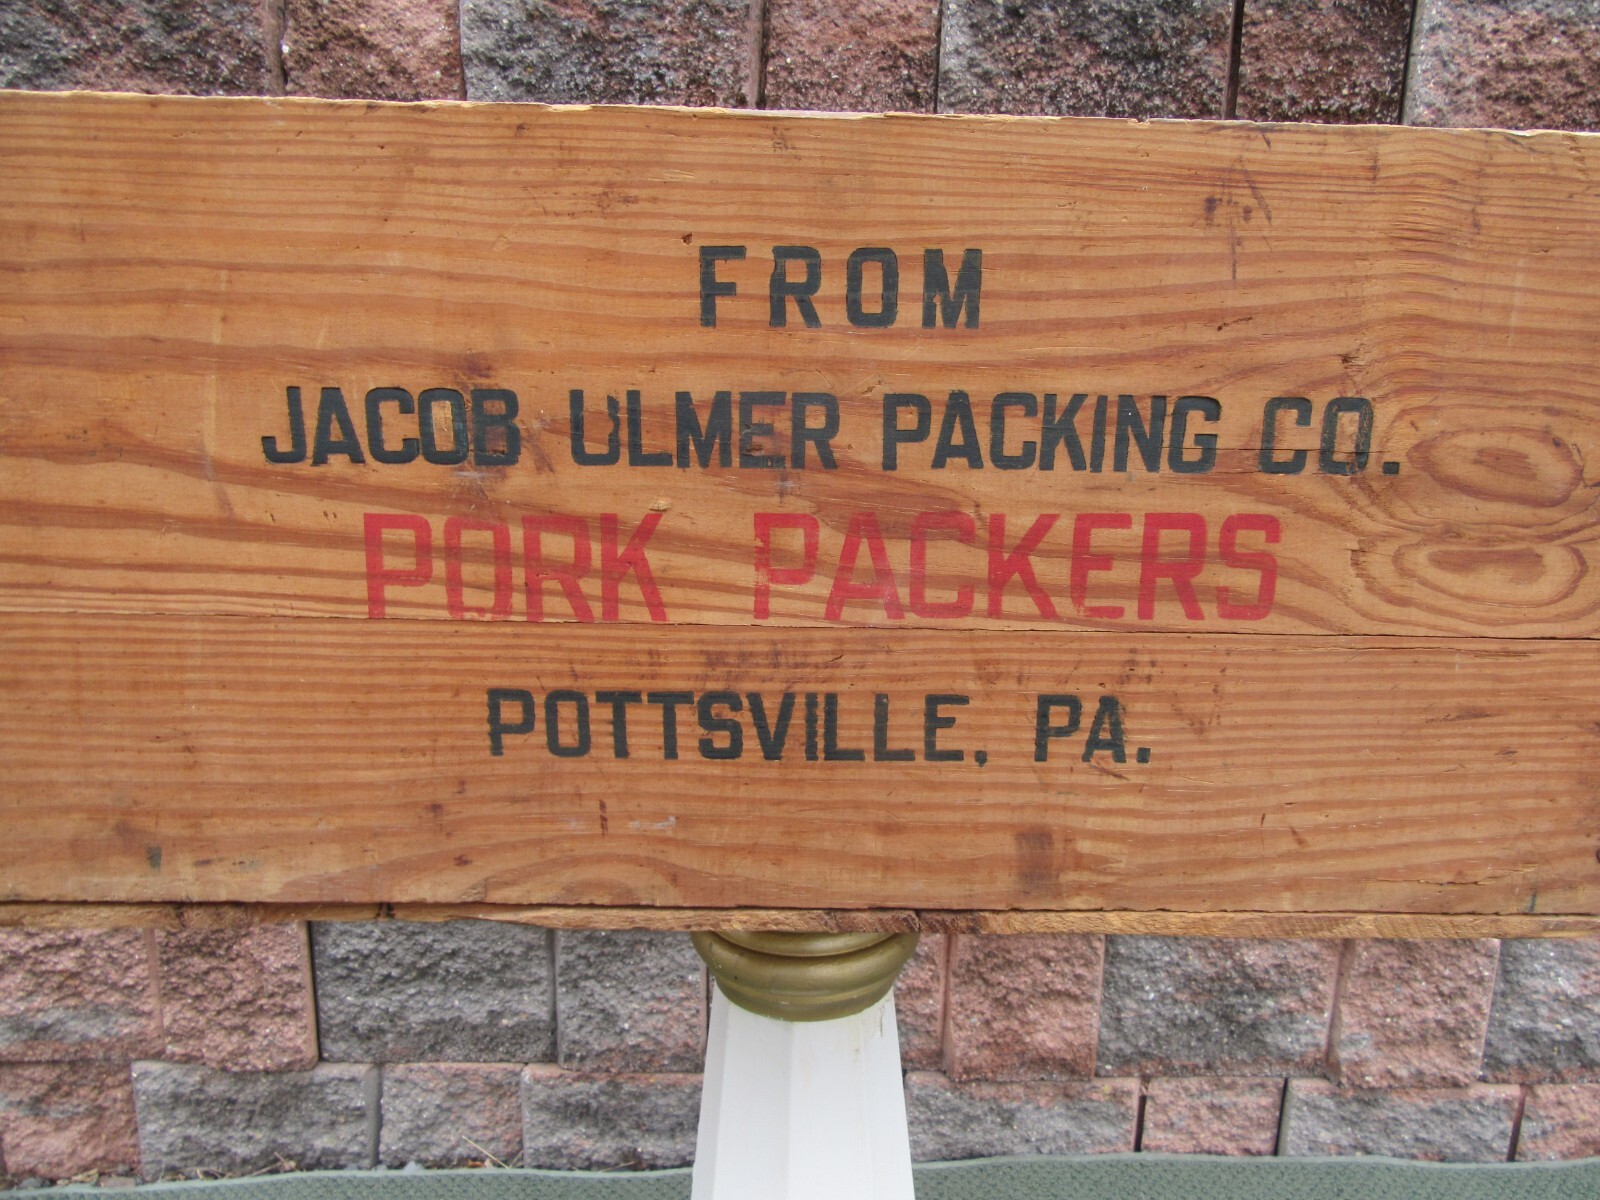 FROM
JACOB ULMER PACKING CO.
PORK PACKERS
POTTSVILLE, PA.